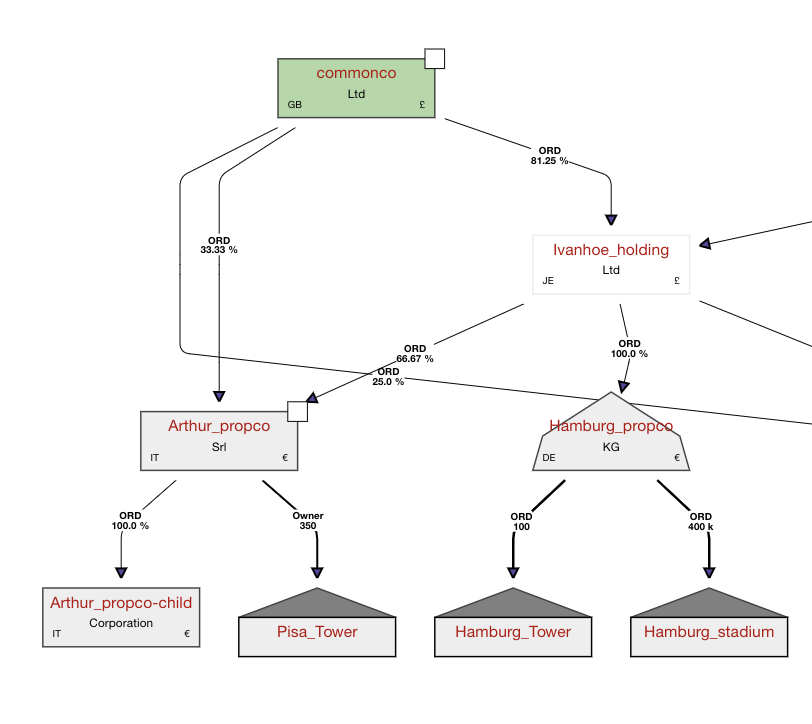 commonco
Ltd
GB £
ORD
81.25 %
ORD
33.33 %
Ivanhoe_holding
Ltd
JE £
ORD
66.67 %
ORD
100.0 %
ORD
25.0 %
Arthur_propco
Srl
IT €
Hamburg_propco
KG
DE €
ORD
100.0 %
Owner
350
ORD
100
ORD
400 k
Arthur_propco-child
Corporation
IT €
Pisa_Tower
Hamburg_Tower
Hamburg_stadium